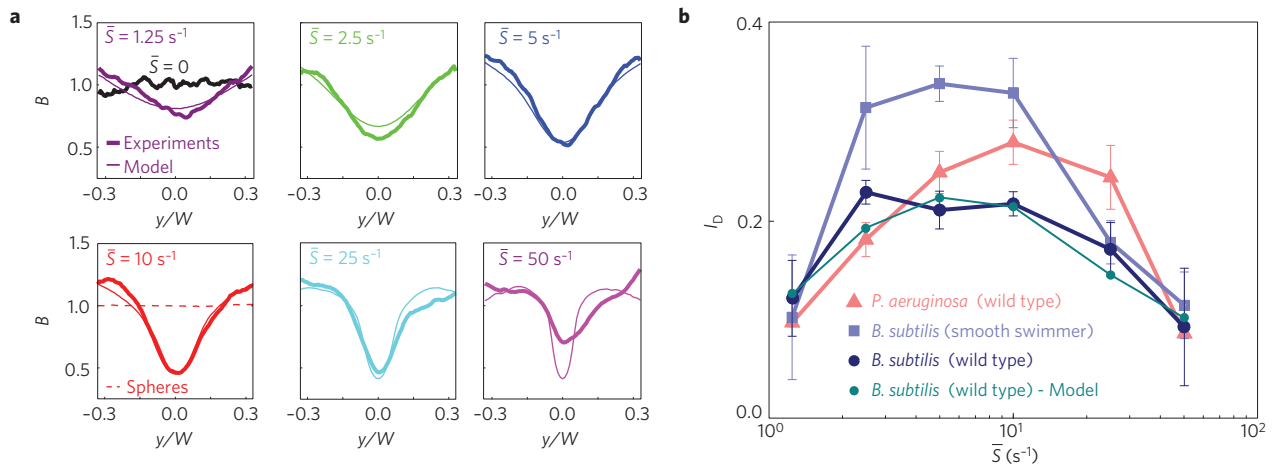 a
1.5
1.0
0.5
B
S̄ = 1.25 s⁻¹
S̄ = 0
Experiments
Model
−0.3 0.0 0.3
y/W
S̄ = 2.5 s⁻¹
−0.3 0.0 0.3
y/W
S̄ = 5 s⁻¹
−0.3 0.0 0.3
y/W
1.5
1.0
0.5
B
S̄ = 10 s⁻¹
Spheres
−0.3 0.0 0.3
y/W
S̄ = 25 s⁻¹
−0.3 0.0 0.3
y/W
S̄ = 50 s⁻¹
−0.3 0.0 0.3
y/W
b
0.4
0.2
0.0
I_D
P. aeruginosa (wild type)
B. subtilis (smooth swimmer)
B. subtilis (wild type)
B. subtilis (wild type) - Model
10⁰ 10¹ 10²
S̄ (s⁻¹)